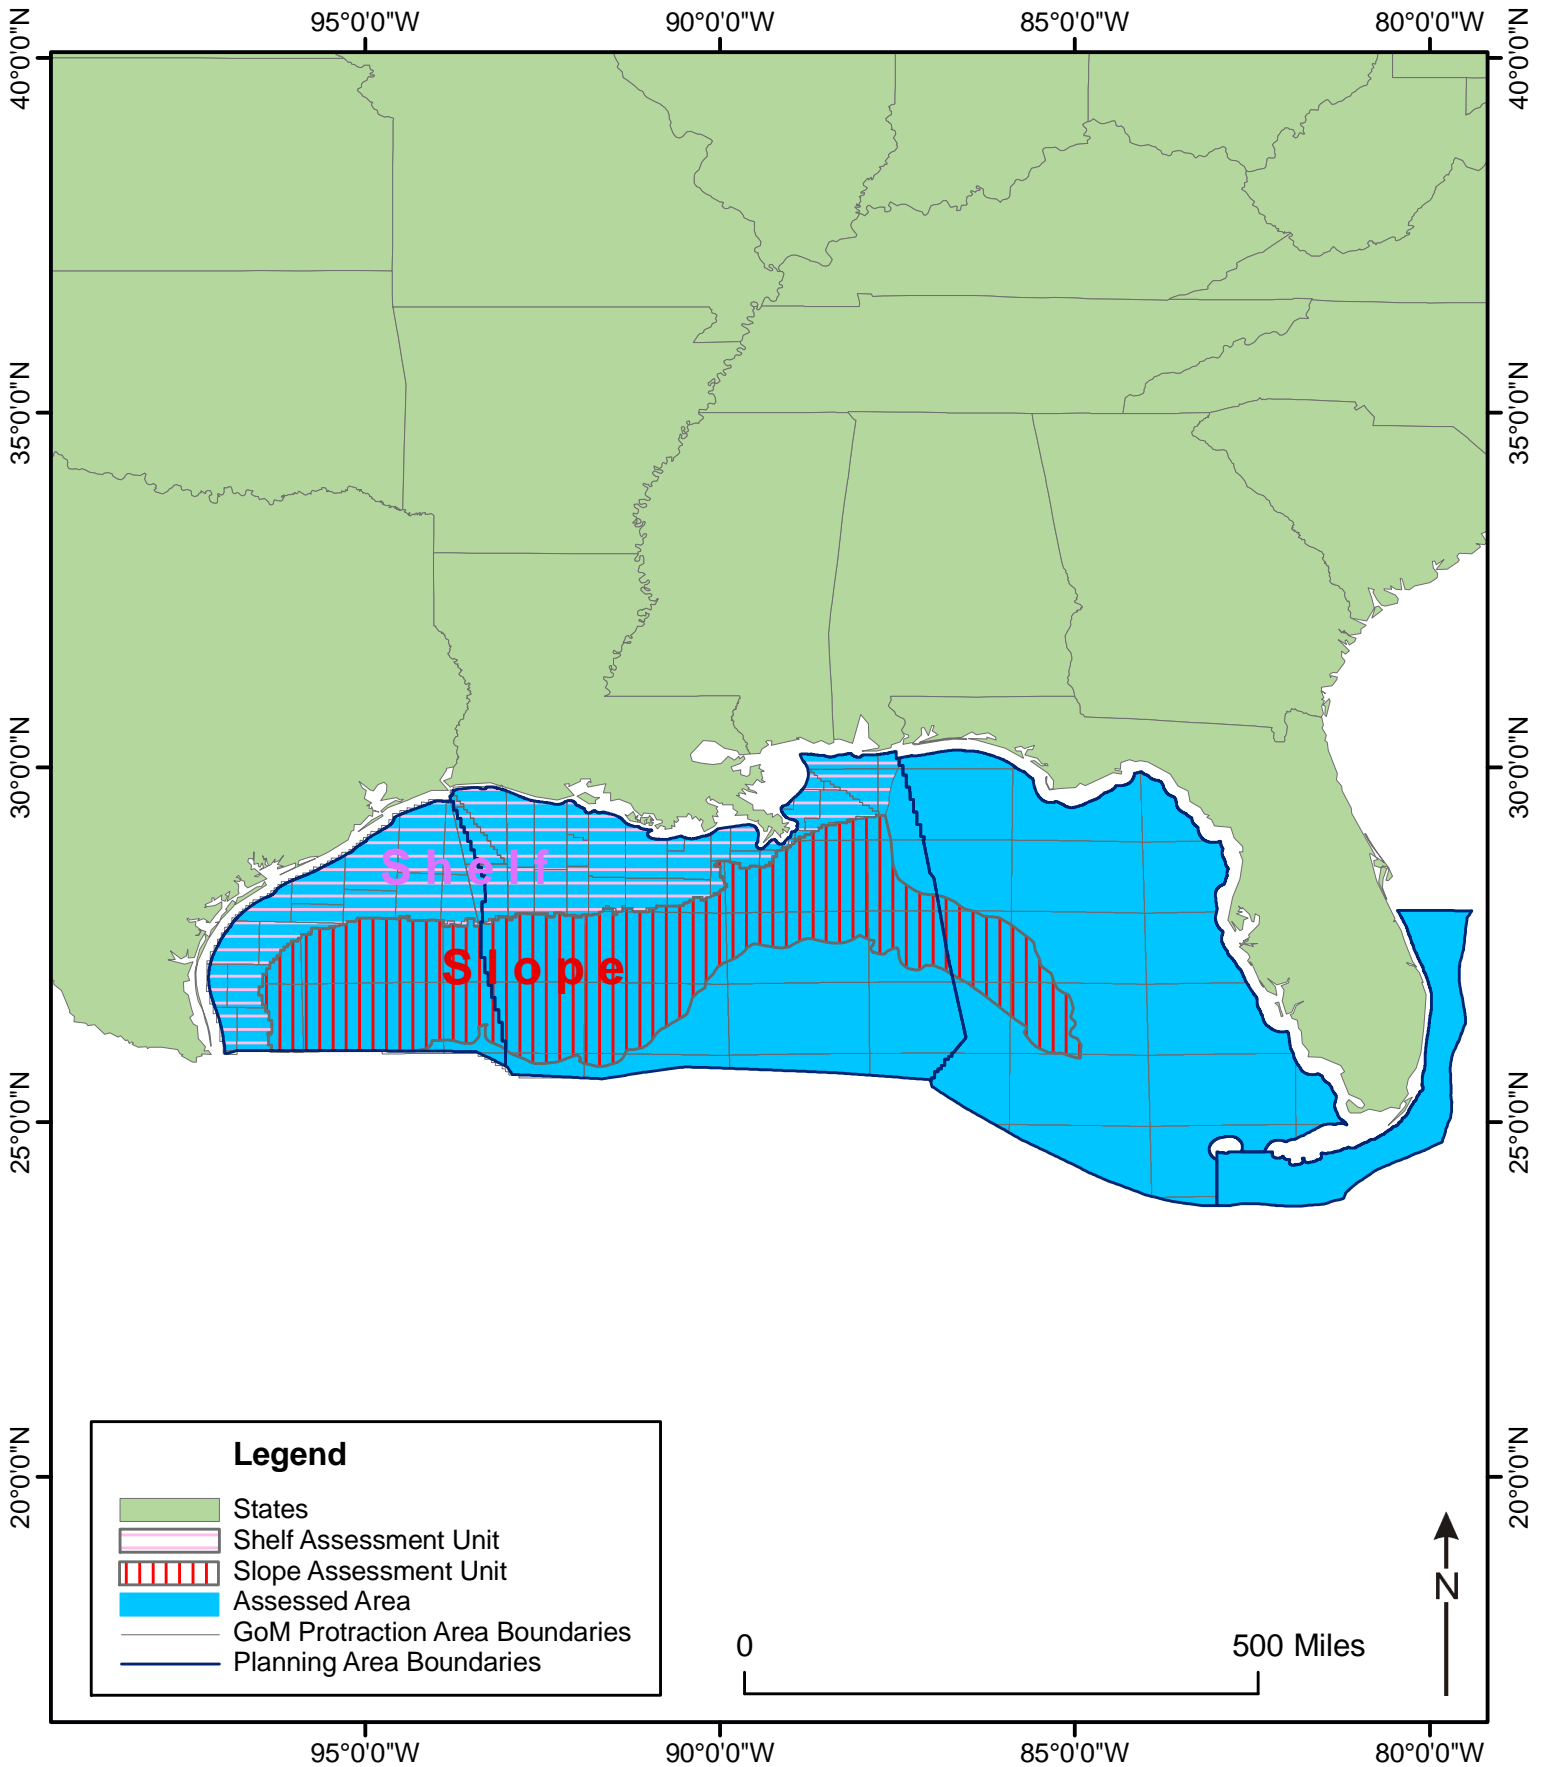 95°0'0"W 90°0'0"W 85°0'0"W 80°0'0"W
40°0'0"N 40°0'0"N
35°0'0"N 35°0'0"N
30°0'0"N 30°0'0"N
Shelf
Slope
25°0'0"N 25°0'0"N
20°0'0"N 20°0'0"N
Legend
States
Shelf Assessment Unit
Slope Assessment Unit
Assessed Area
GoM Protraction Area Boundaries
Planning Area Boundaries
N
0 500 Miles
95°0'0"W 90°0'0"W 85°0'0"W 80°0'0"W